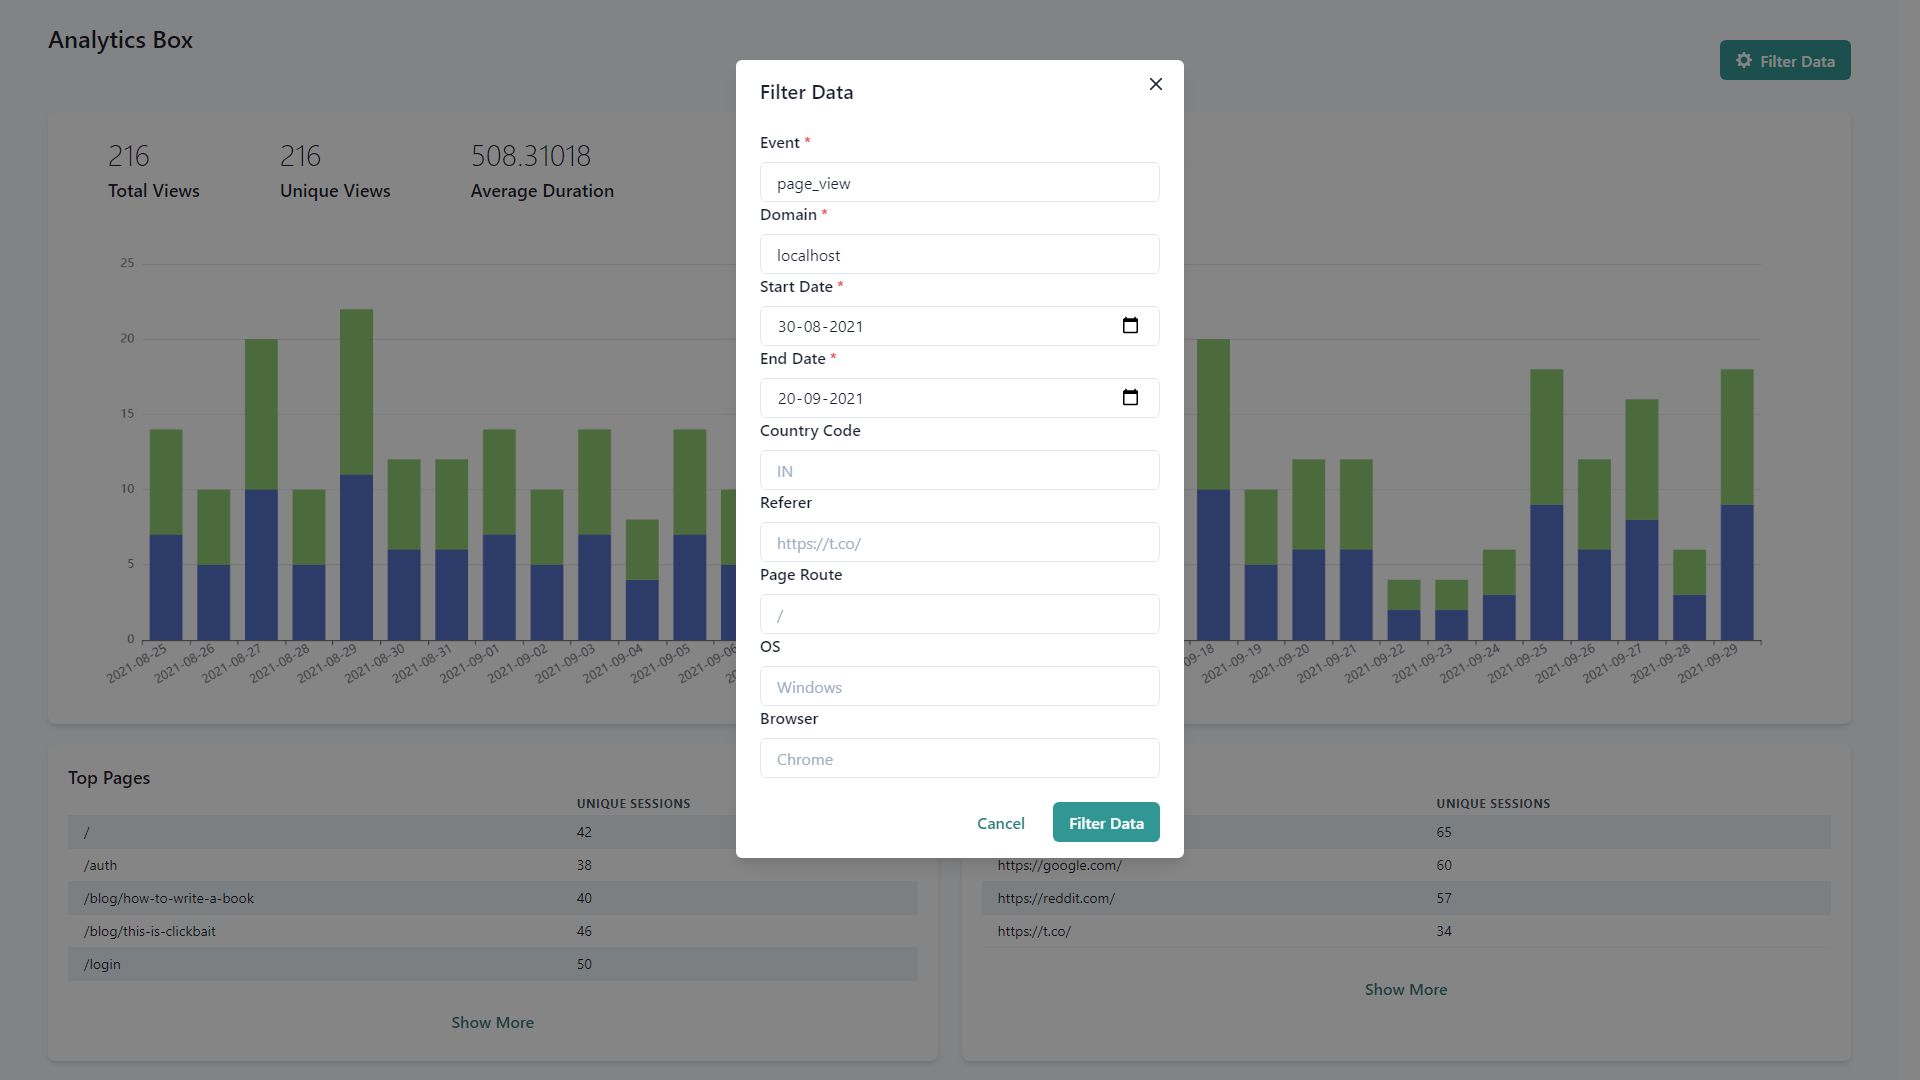 Analytics Box
Filter Data
216
Total Views
216
Unique Views
508.31018
Average Duration
25
20
15
10
5
0
2021-08-25
2021-08-26
2021-08-27
2021-08-28
2021-08-29
2021-08-30
2021-08-31
2021-09-01
2021-09-02
2021-09-03
2021-09-04
2021-09-05
2021-09-06
09-18
2021-09-19
2021-09-20
2021-09-21
2021-09-22
2021-09-23
2021-09-24
2021-09-25
2021-09-26
2021-09-27
2021-09-28
2021-09-29
Filter Data
Event *
page_view
Domain *
localhost
Start Date *
30-08-2021
End Date *
20-09-2021
Country Code
IN
Referer
https://t.co/
Page Route
/
OS
Windows
Browser
Chrome
Cancel
Filter Data
Top Pages
UNIQUE SESSIONS
/ 42
/auth 38
/blog/how-to-write-a-book 40
/blog/this-is-clickbait 46
/login 50
Show More
UNIQUE SESSIONS
65
https://google.com/ 60
https://reddit.com/ 57
https://t.co/ 34
Show More